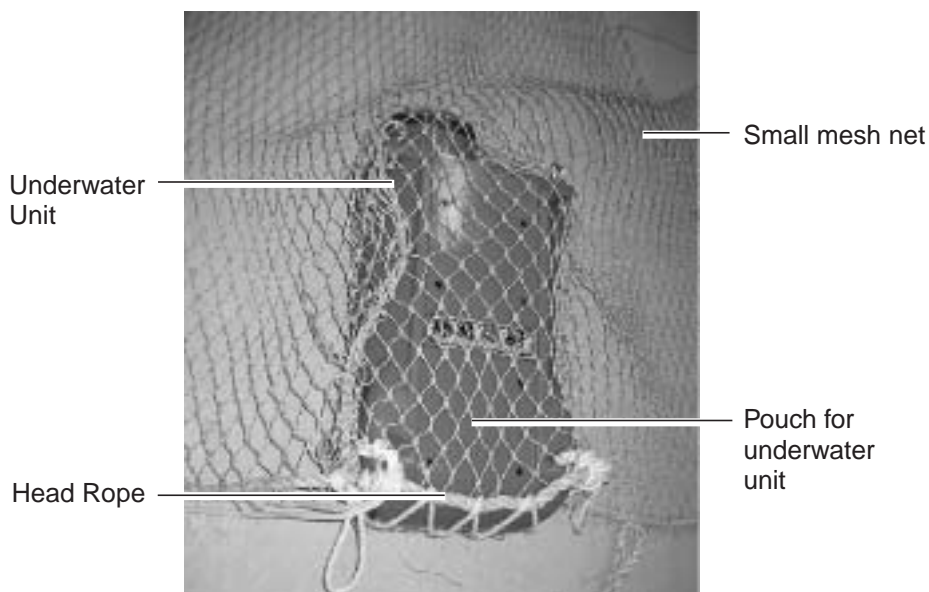 Small mesh net
Underwater
Unit
Pouch for
underwater
unit
Head Rope